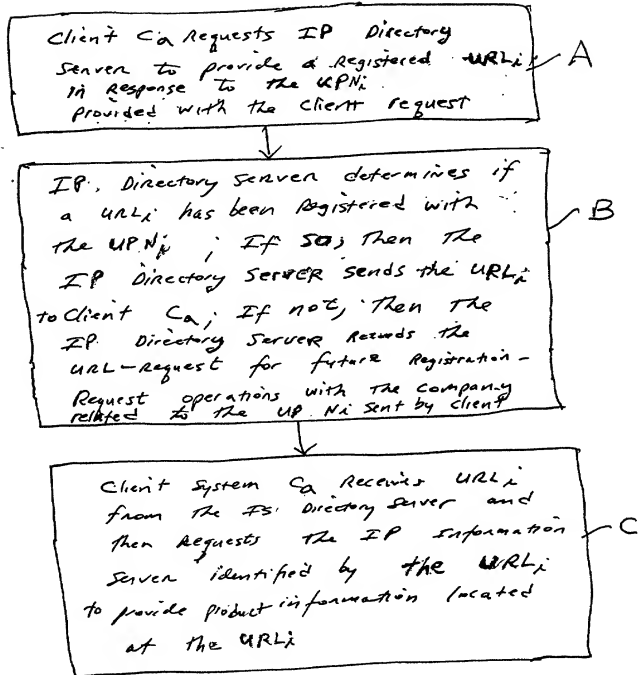 Client Ca Requests IP Directory
Server to provide a Registered URLi
in Response to the UPNi
provided with the Client request
A
IP. Directory Server determines if
a URLi has been Registered with
the UPNi ; If so, Then the
IP Directory Server sends the URLi
to Client Ca; If not, Then The
IP Directory Server Records the
URL-Request for future Registration-
Request operations with The Company
related to the UPNi sent by client
B
Client System Ca Receives URLi
from the IS. Directory Server and
then Requests the IP Information
Server identified by the URLi
to provide product information located
at the URLi
C